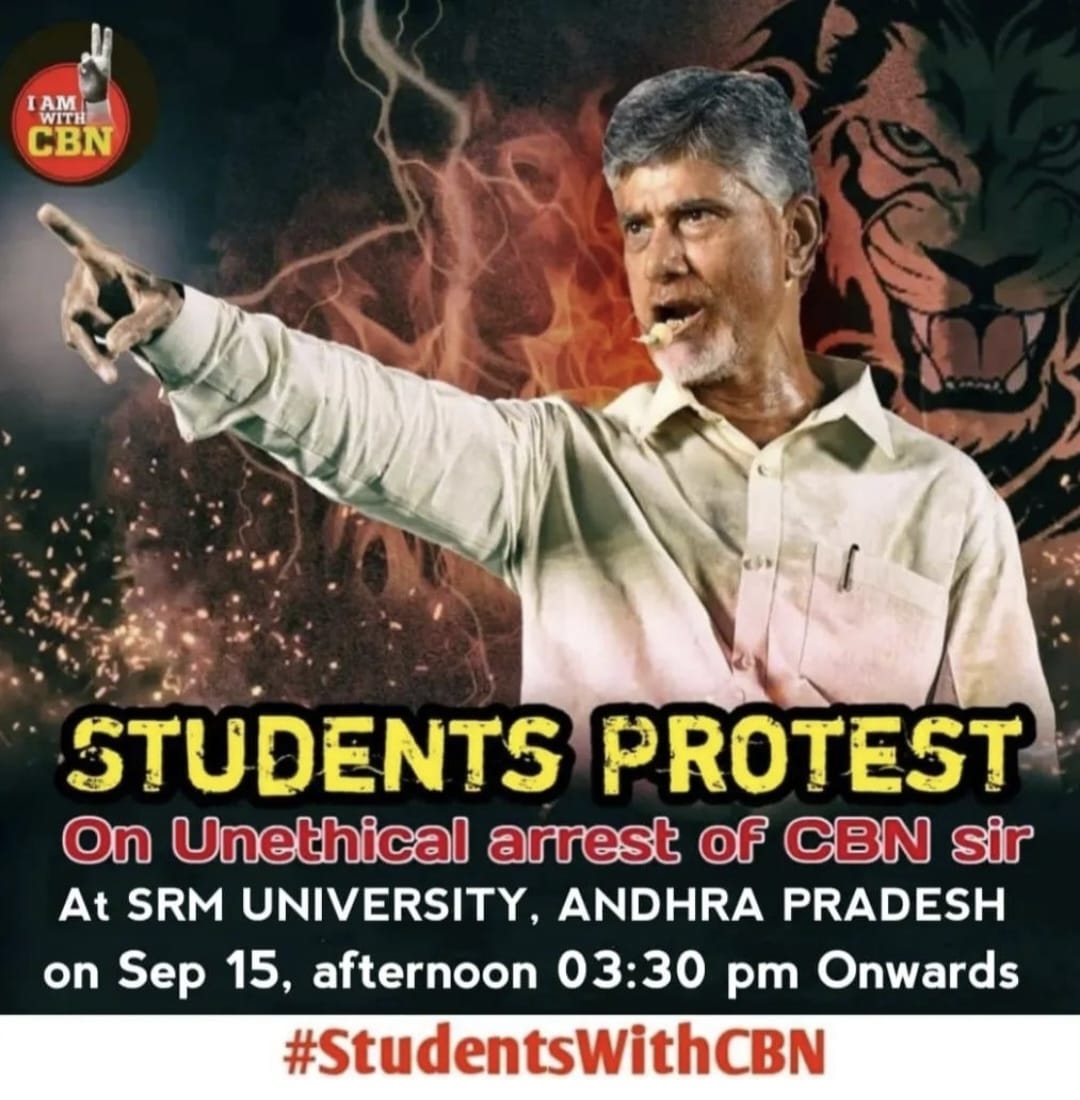 I AM
WITH
CBN
STUDENTS PROTEST
On Unethical arrest of CBN sir
At SRM UNIVERSITY, ANDHRA PRADESH
on Sep 15, afternoon 03:30 pm Onwards
#StudentsWithCBN